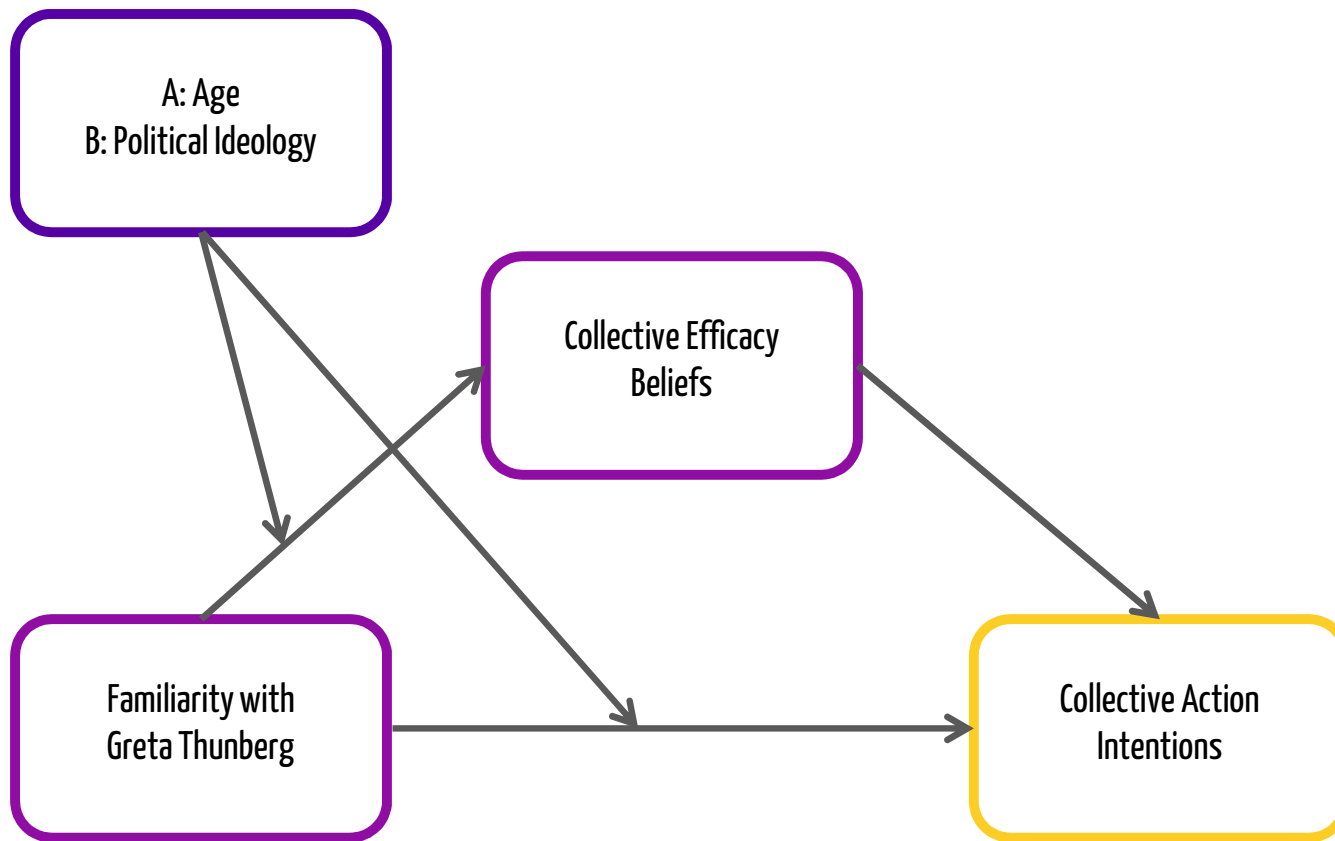 A: Age
B: Political Ideology
Collective Efficacy
Beliefs
Familiarity with
Greta Thunberg
Collective Action
Intentions